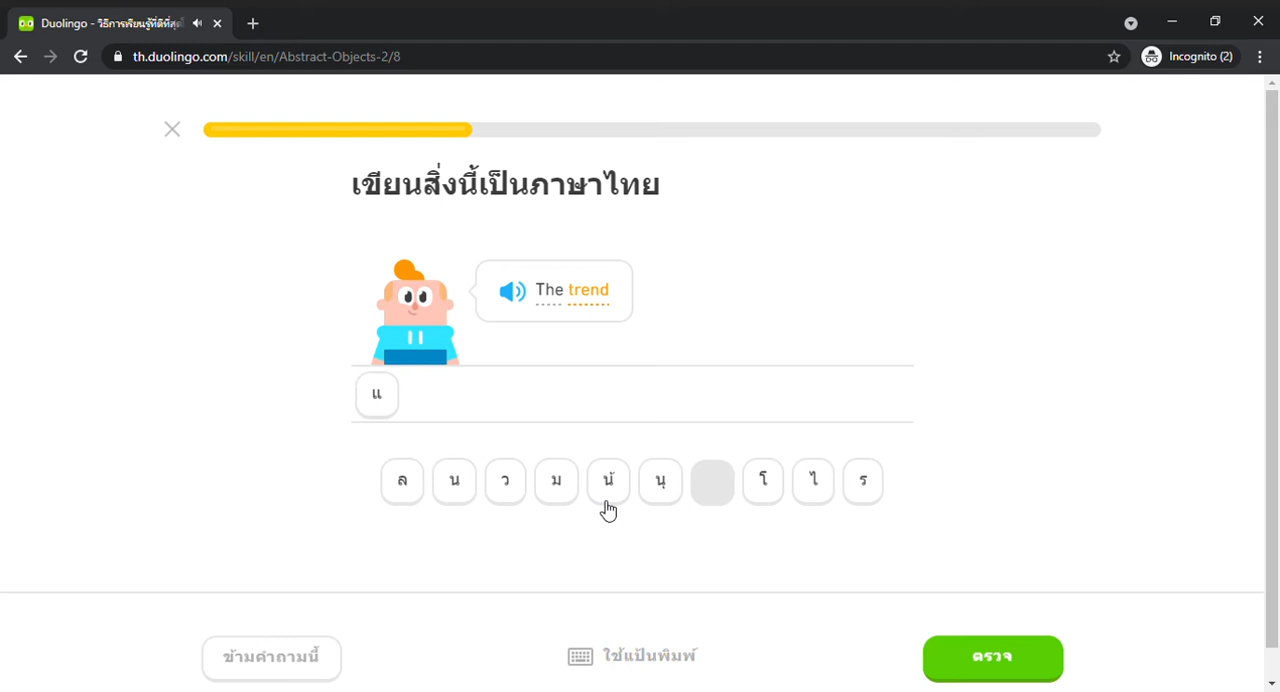 Duolingo - วิธีการเรียนรู้ที่ดีที่สุดใ
th.duolingo.com/skill/en/Abstract-Objects-2/8
Incognito (2)
เขียนสิ่งนี้เป็นภาษาไทย
The trend
แ
ล น ว ม น้ นุ โ ไ ร
ข้ามคำถามนี้
ใช้แป้นพิมพ์
ตรวจ